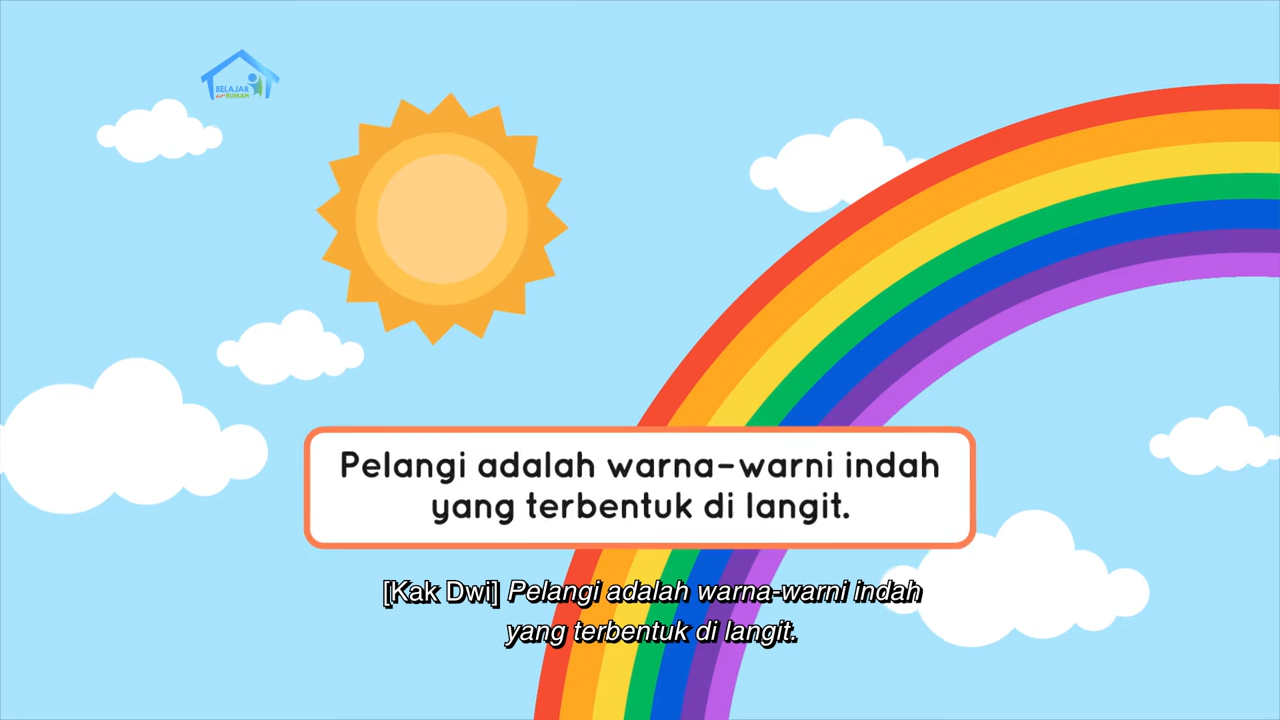 BELAJAR
dari RUMAH
Pelangi adalah warna-warni indah
yang terbentuk di langit.
[Kak Dwi] Pelangi adalah warna-warni indah
yang terbentuk di langit.